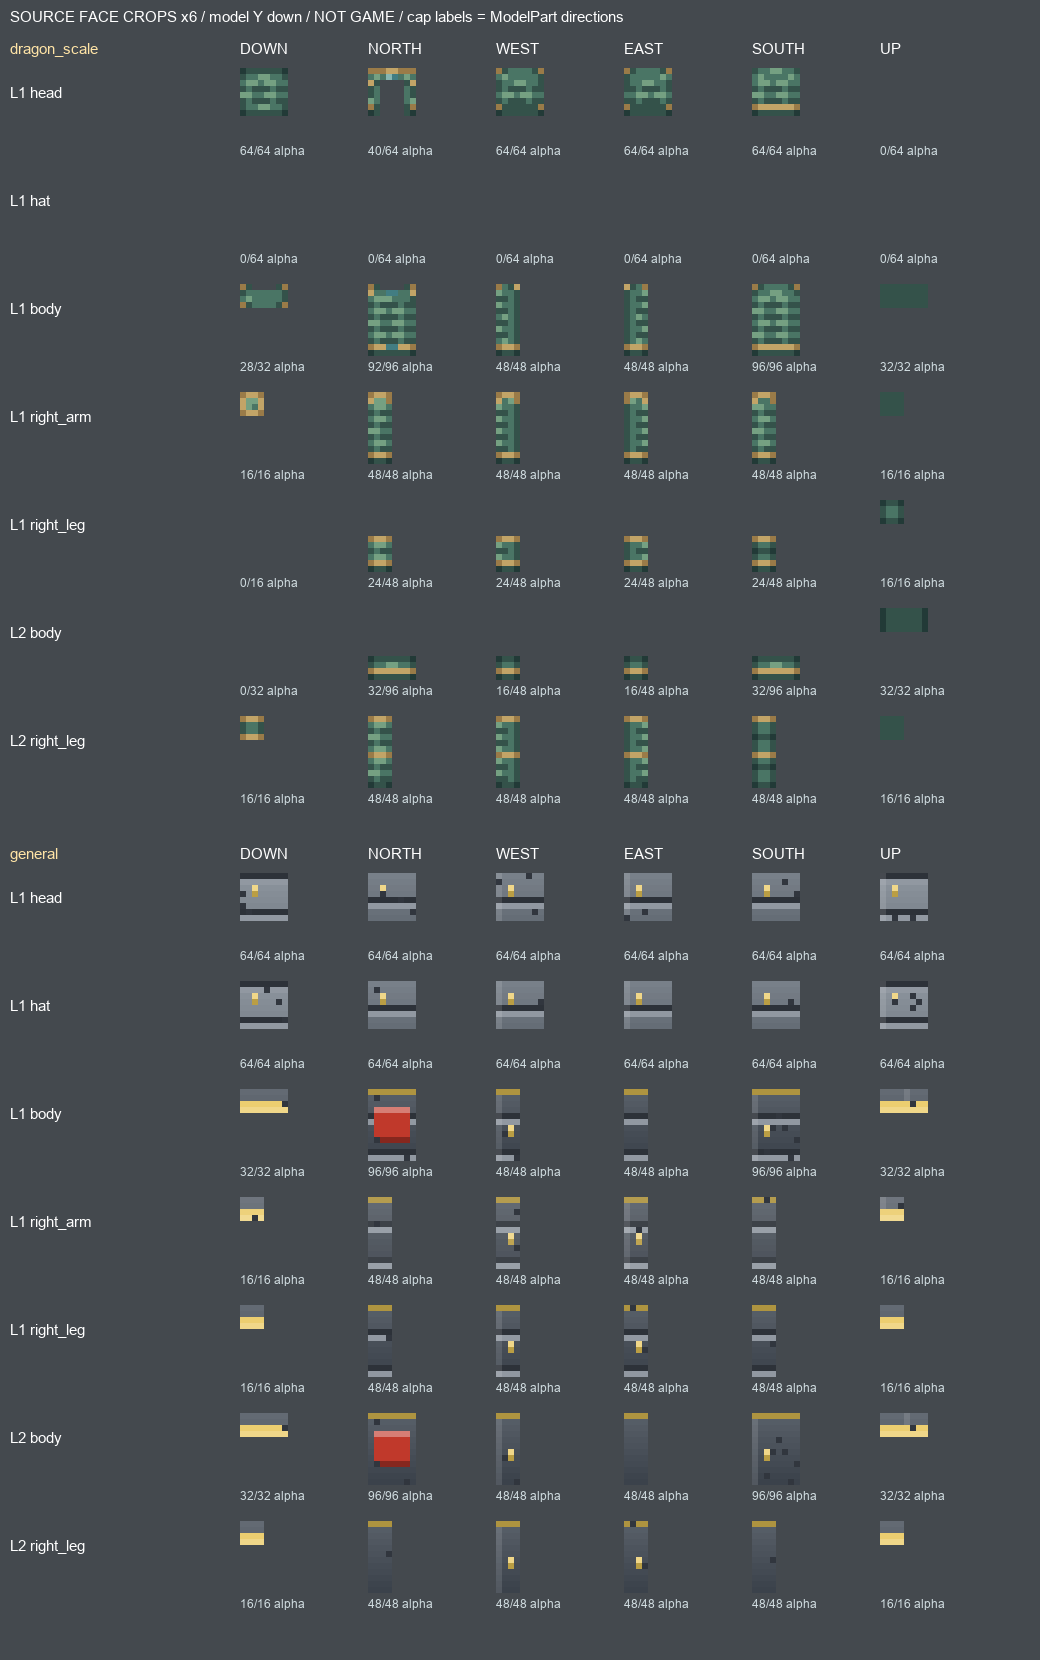 SOURCE FACE CROPS x6 / model Y down / NOT GAME / cap labels = ModelPart directions
dragon_scale DOWN NORTH WEST EAST SOUTH UP
L1 head
64/64 alpha 40/64 alpha 64/64 alpha 64/64 alpha 64/64 alpha 0/64 alpha
L1 hat
0/64 alpha 0/64 alpha 0/64 alpha 0/64 alpha 0/64 alpha 0/64 alpha
L1 body
28/32 alpha 92/96 alpha 48/48 alpha 48/48 alpha 96/96 alpha 32/32 alpha
L1 right_arm
16/16 alpha 48/48 alpha 48/48 alpha 48/48 alpha 48/48 alpha 16/16 alpha
L1 right_leg
0/16 alpha 24/48 alpha 24/48 alpha 24/48 alpha 24/48 alpha 16/16 alpha
L2 body
0/32 alpha 32/96 alpha 16/48 alpha 16/48 alpha 32/96 alpha 32/32 alpha
L2 right_leg
16/16 alpha 48/48 alpha 48/48 alpha 48/48 alpha 48/48 alpha 16/16 alpha
general DOWN NORTH WEST EAST SOUTH UP
L1 head
64/64 alpha 64/64 alpha 64/64 alpha 64/64 alpha 64/64 alpha 64/64 alpha
L1 hat
64/64 alpha 64/64 alpha 64/64 alpha 64/64 alpha 64/64 alpha 64/64 alpha
L1 body
32/32 alpha 96/96 alpha 48/48 alpha 48/48 alpha 96/96 alpha 32/32 alpha
L1 right_arm
16/16 alpha 48/48 alpha 48/48 alpha 48/48 alpha 48/48 alpha 16/16 alpha
L1 right_leg
16/16 alpha 48/48 alpha 48/48 alpha 48/48 alpha 48/48 alpha 16/16 alpha
L2 body
32/32 alpha 96/96 alpha 48/48 alpha 48/48 alpha 96/96 alpha 32/32 alpha
L2 right_leg
16/16 alpha 48/48 alpha 48/48 alpha 48/48 alpha 48/48 alpha 16/16 alpha